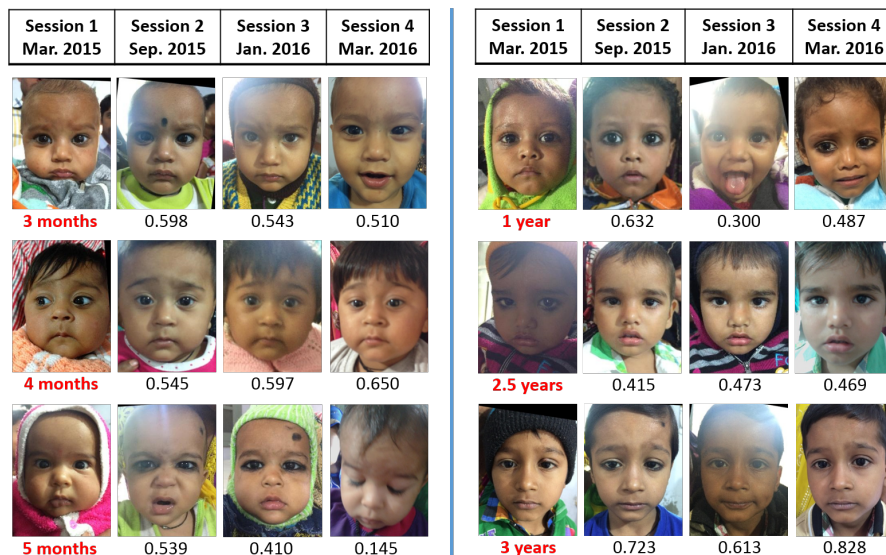 Session 1 Session 2 Session 3 Session 4
Mar. 2015 Sep. 2015 Jan. 2016 Mar. 2016
3 months 0.598 0.543 0.510
4 months 0.545 0.597 0.650
5 months 0.539 0.410 0.145
Session 1 Session 2 Session 3 Session 4
Mar. 2015 Sep. 2015 Jan. 2016 Mar. 2016
1 year 0.632 0.300 0.487
2.5 years 0.415 0.473 0.469
3 years 0.723 0.613 0.828